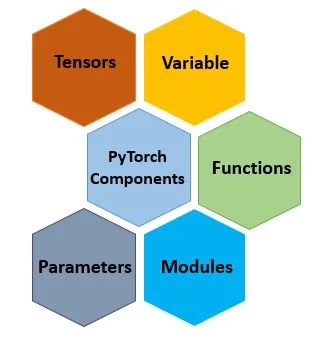 Tensors
Variable
PyTorch
Components
Functions
Parameters
Modules